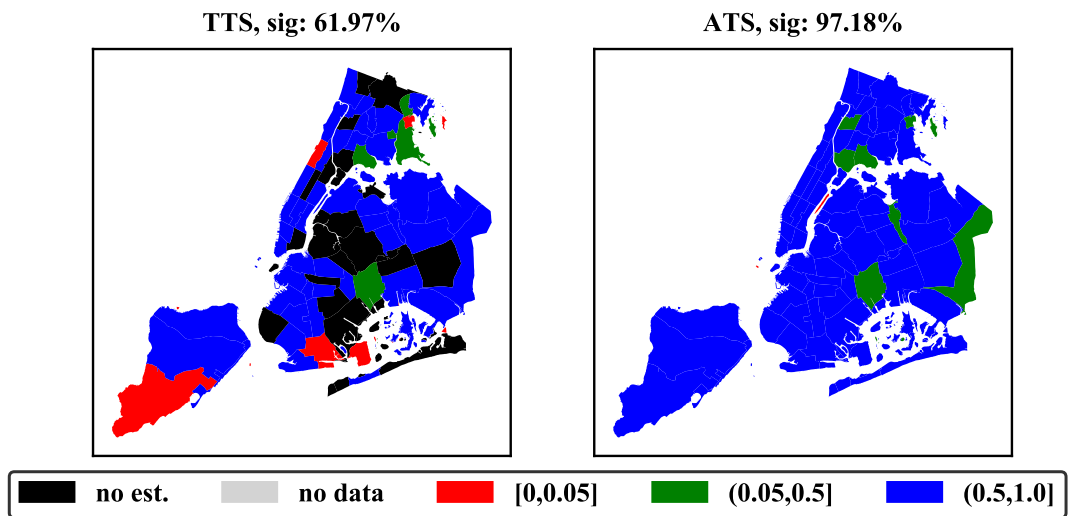 TTS, sig: 61.97%
ATS, sig: 97.18%
no est.
no data
[0,0.05]
(0.05,0.5]
(0.5,1.0]